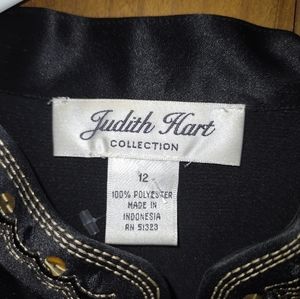 Judith Hart
COLLECTION
12
100% POLYESTER
MADE IN
INDONESIA
RN 51323